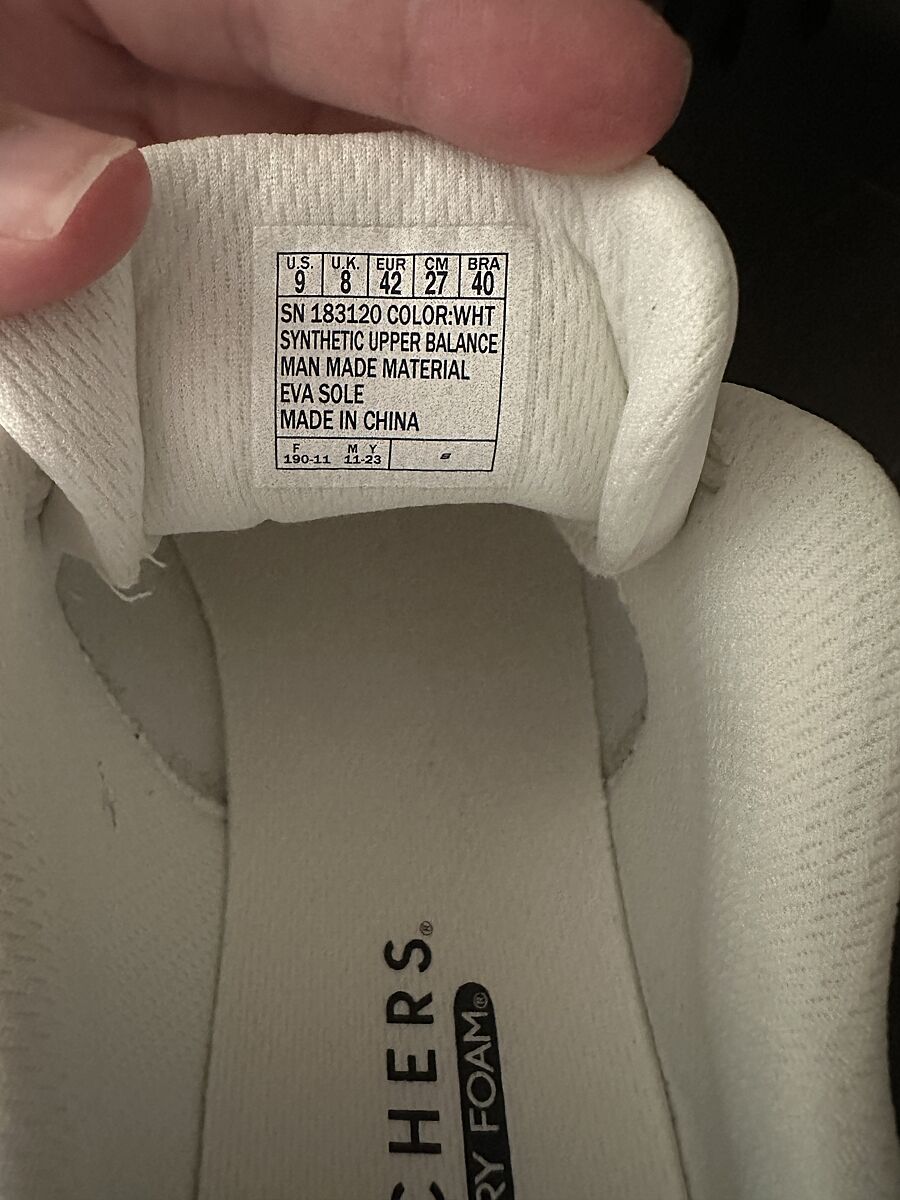 U.S. U.K. EUR CM BRA
9 8 42 27 40
SN 183120 COLOR:WHT
SYNTHETIC UPPER BALANCE
MAN MADE MATERIAL
EVA SOLE
MADE IN CHINA
F M Y
190-11 11-23
CHERS®
RY FOAM®